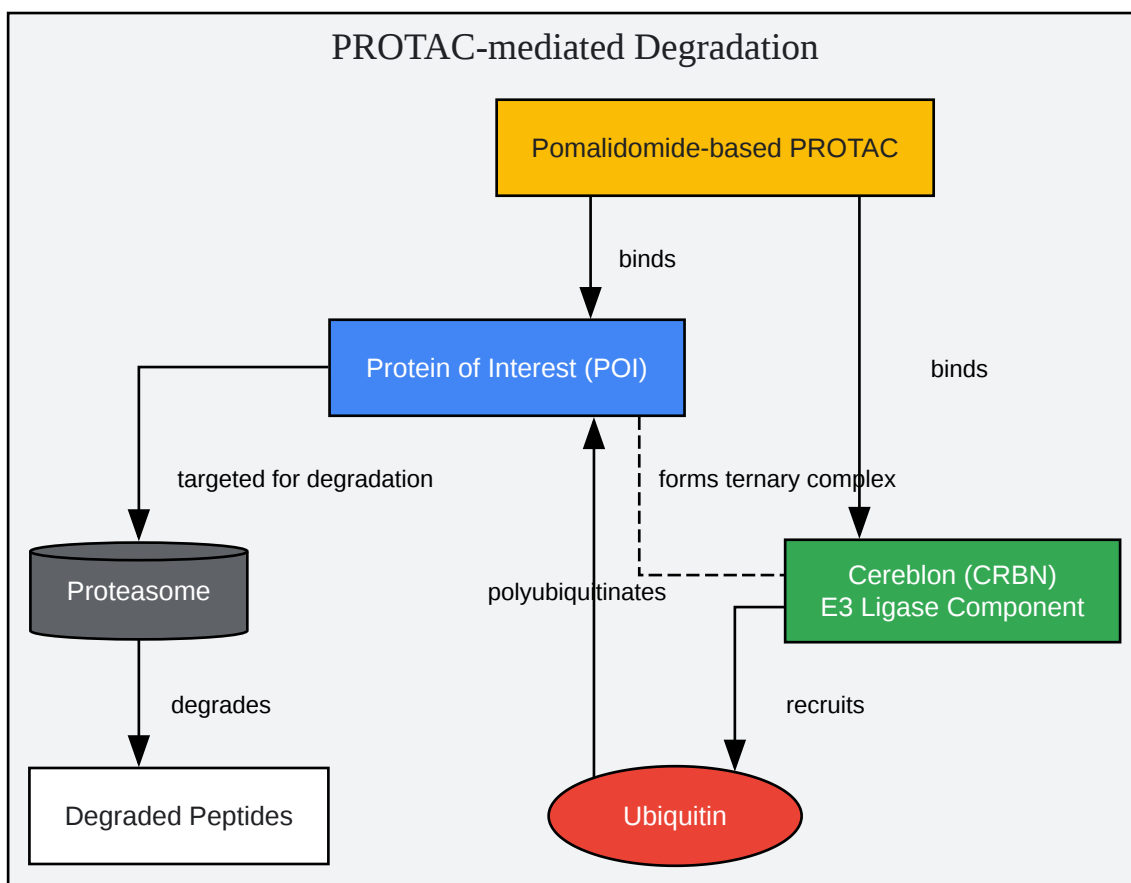 PROTAC-mediated Degradation
Pomalidomide-based PROTAC
binds
Protein of Interest (POI)
binds
targeted for degradation
forms ternary complex
Proteasome
polyubiquitinates
Cereblon (CRBN)
E3 Ligase Component
degrades
recruits
Degraded Peptides
Ubiquitin